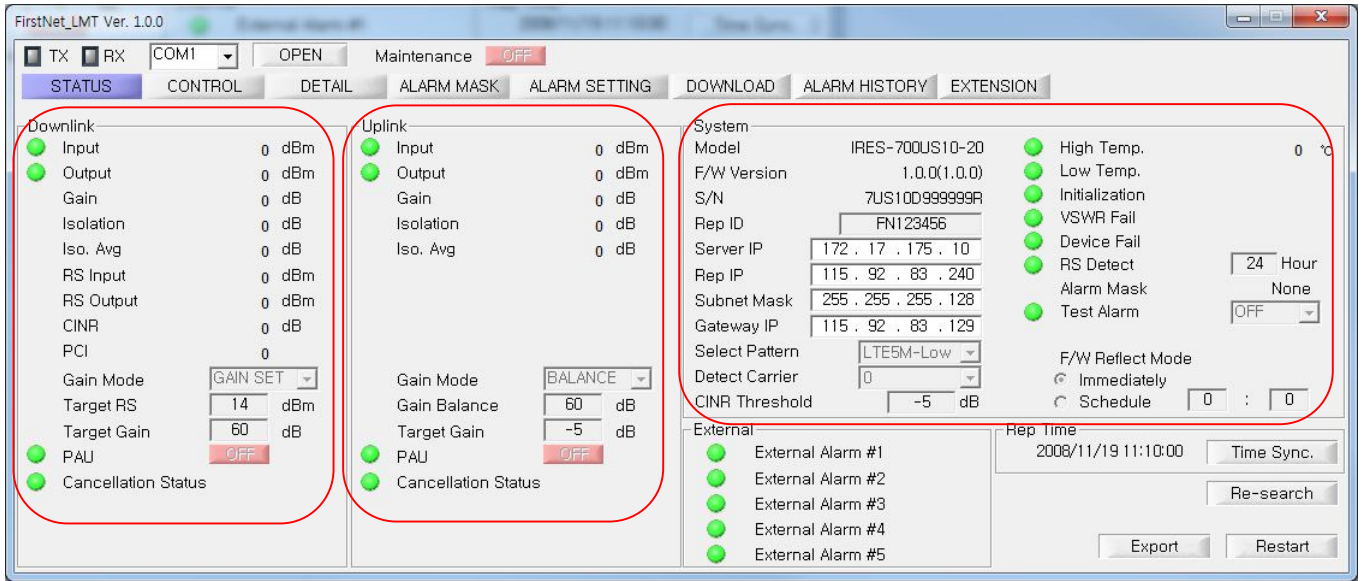 FirstNet_LMT Ver. 1.0.0
TX RX COM1 OPEN Maintenance OFF
STATUS CONTROL DETAIL ALARM MASK ALARM SETTING DOWNLOAD ALARM HISTORY EXTENSION
Downlink
Input 0 dBm
Output 0 dBm
Gain 0 dB
Isolation 0 dB
Iso. Avg 0 dB
RS Input 0 dBm
RS Output 0 dBm
CINR 0 dB
PCI 0
Gain Mode GAIN SET
Target RS 14 dBm
Target Gain 60 dB
PAU OFF
Cancellation Status
Uplink
Input 0 dBm
Output 0 dBm
Gain 0 dB
Isolation 0 dB
Iso. Avg 0 dB
Gain Mode BALANCE
Gain Balance 60 dB
Target Gain -5 dB
PAU OFF
Cancellation Status
System
Model IRES-700US10-20
F/W Version 1.0.0(1.0.0)
S/N 7US10D999999R
Rep ID FN123456
Server IP 172 . 17 . 175 . 10
Rep IP 115 . 92 . 83 . 240
Subnet Mask 255 . 255 . 255 . 128
Gateway IP 115 . 92 . 83 . 129
Select Pattern LTE5M-Low
Detect Carrier 0
CINR Threshold -5 dB
High Temp. 0 ℃
Low Temp.
Initialization
VSWR Fail
Device Fail
RS Detect 24 Hour
Alarm Mask None
Test Alarm OFF
F/W Reflect Mode
Immediately
Schedule 0 : 0
External
External Alarm #1
External Alarm #2
External Alarm #3
External Alarm #4
External Alarm #5
Rep Time
2008/11/19 11:10:00 Time Sync.
Re-search
Export Restart